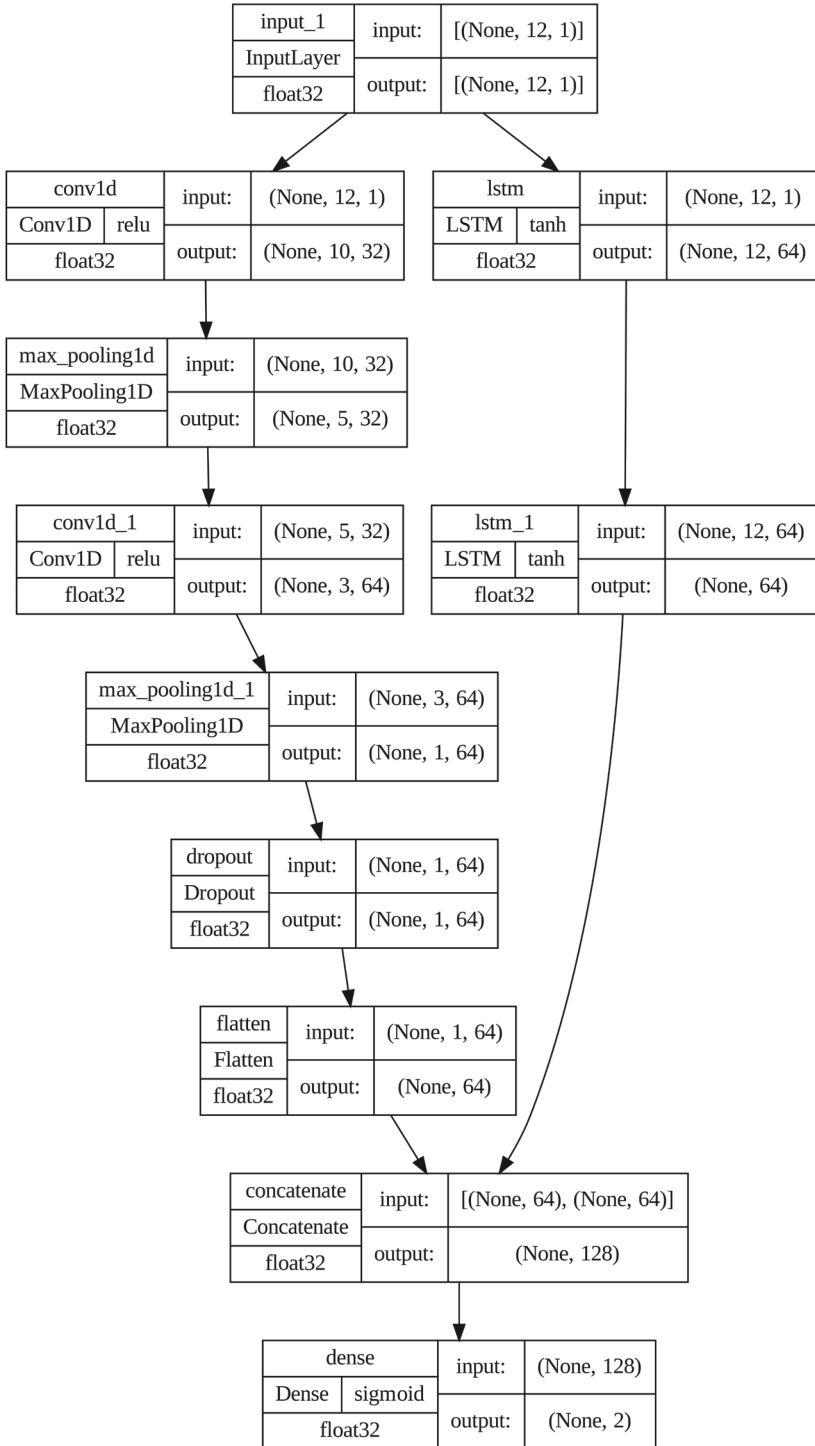 input_1
InputLayer
float32
input:
[(None, 12, 1)]
output:
[(None, 12, 1)]
conv1d
Conv1D
relu
float32
input:
(None, 12, 1)
output:
(None, 10, 32)
lstm
LSTM
tanh
float32
input:
(None, 12, 1)
output:
(None, 12, 64)
max_pooling1d
MaxPooling1D
float32
input:
(None, 10, 32)
output:
(None, 5, 32)
conv1d_1
Conv1D
relu
float32
input:
(None, 5, 32)
output:
(None, 3, 64)
lstm_1
LSTM
tanh
float32
input:
(None, 12, 64)
output:
(None, 64)
max_pooling1d_1
MaxPooling1D
float32
input:
(None, 3, 64)
output:
(None, 1, 64)
dropout
Dropout
float32
input:
(None, 1, 64)
output:
(None, 1, 64)
flatten
Flatten
float32
input:
(None, 1, 64)
output:
(None, 64)
concatenate
Concatenate
float32
input:
[(None, 64), (None, 64)]
output:
(None, 128)
dense
Dense
sigmoid
float32
input:
(None, 128)
output:
(None, 2)